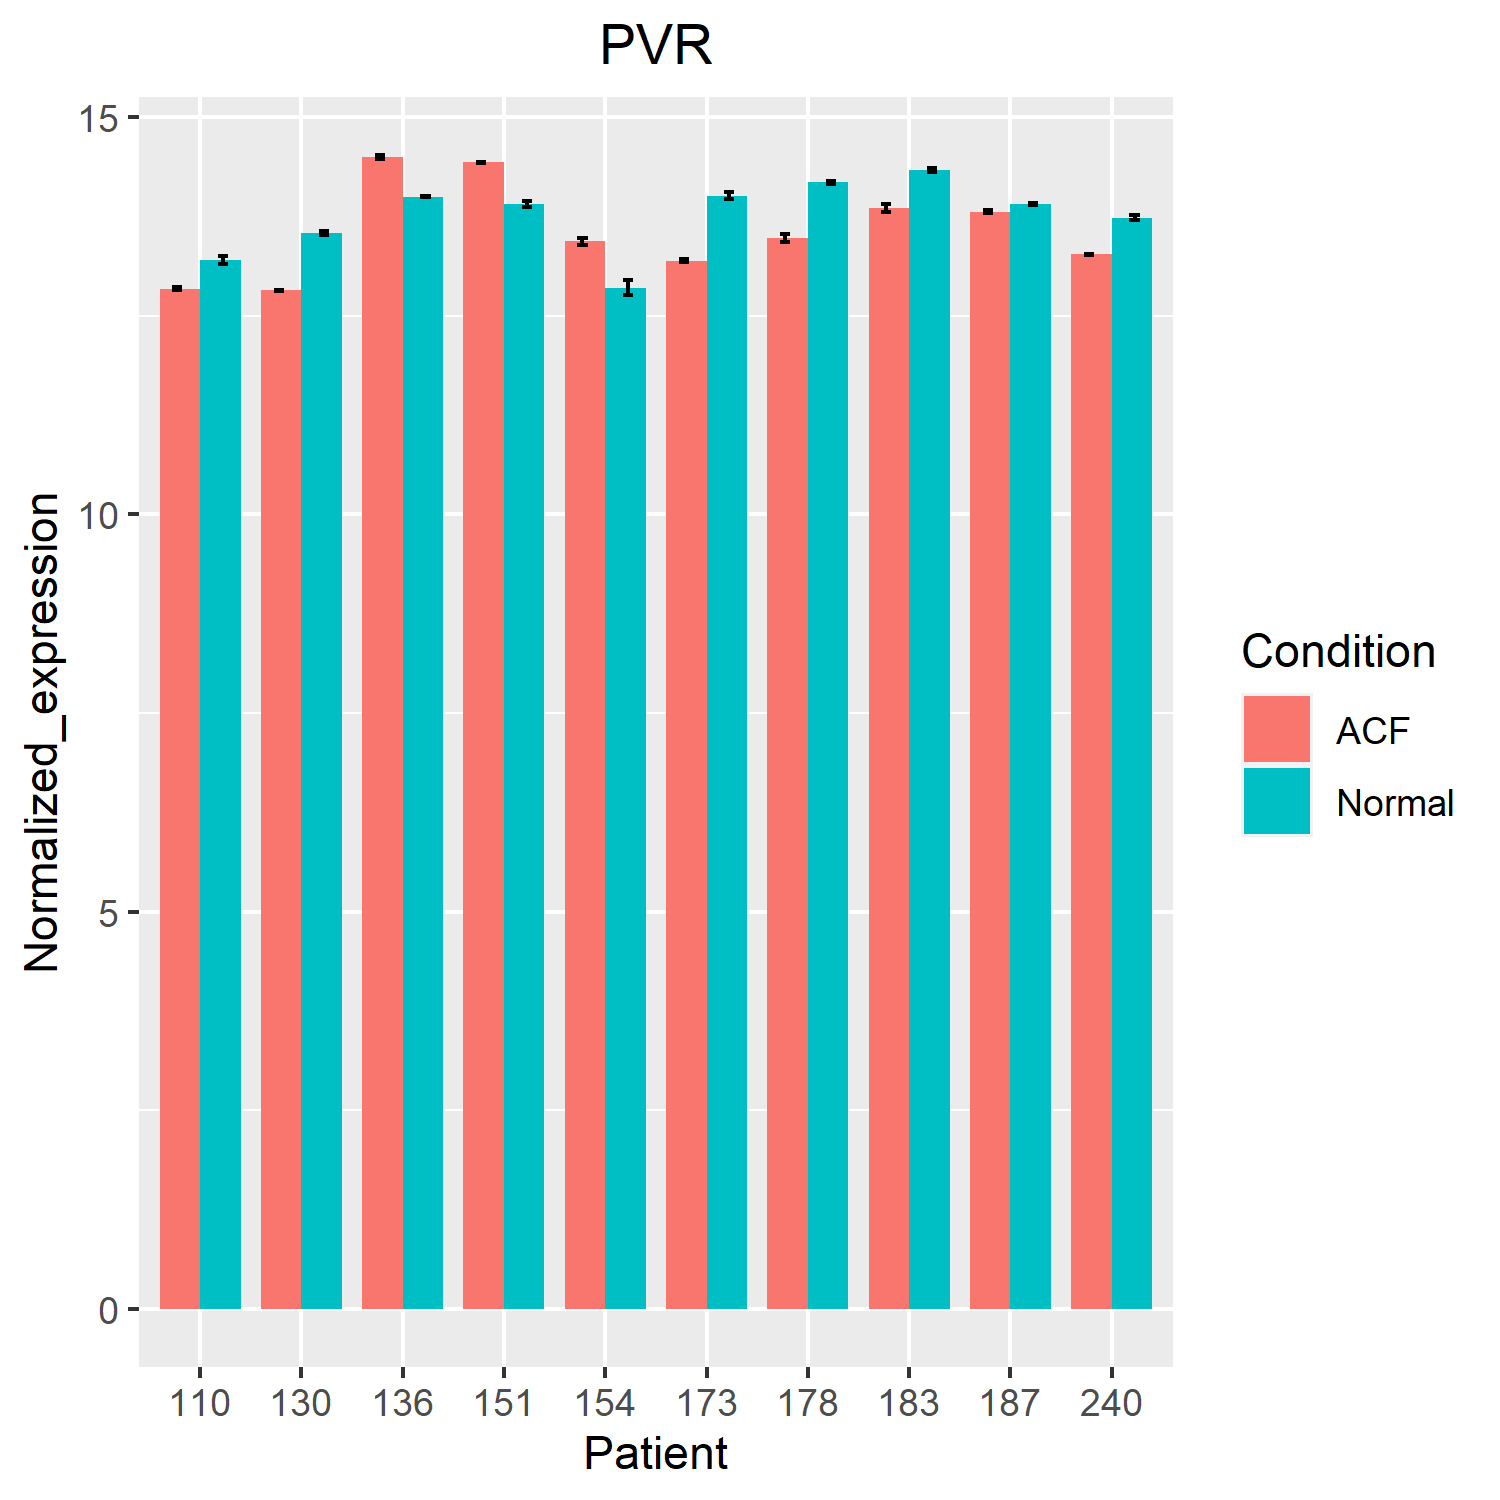 PVR
15
10
5
0
Normalized_expression
110 130 136 151 154 173 178 183 187 240
Patient
Condition
ACF
Normal